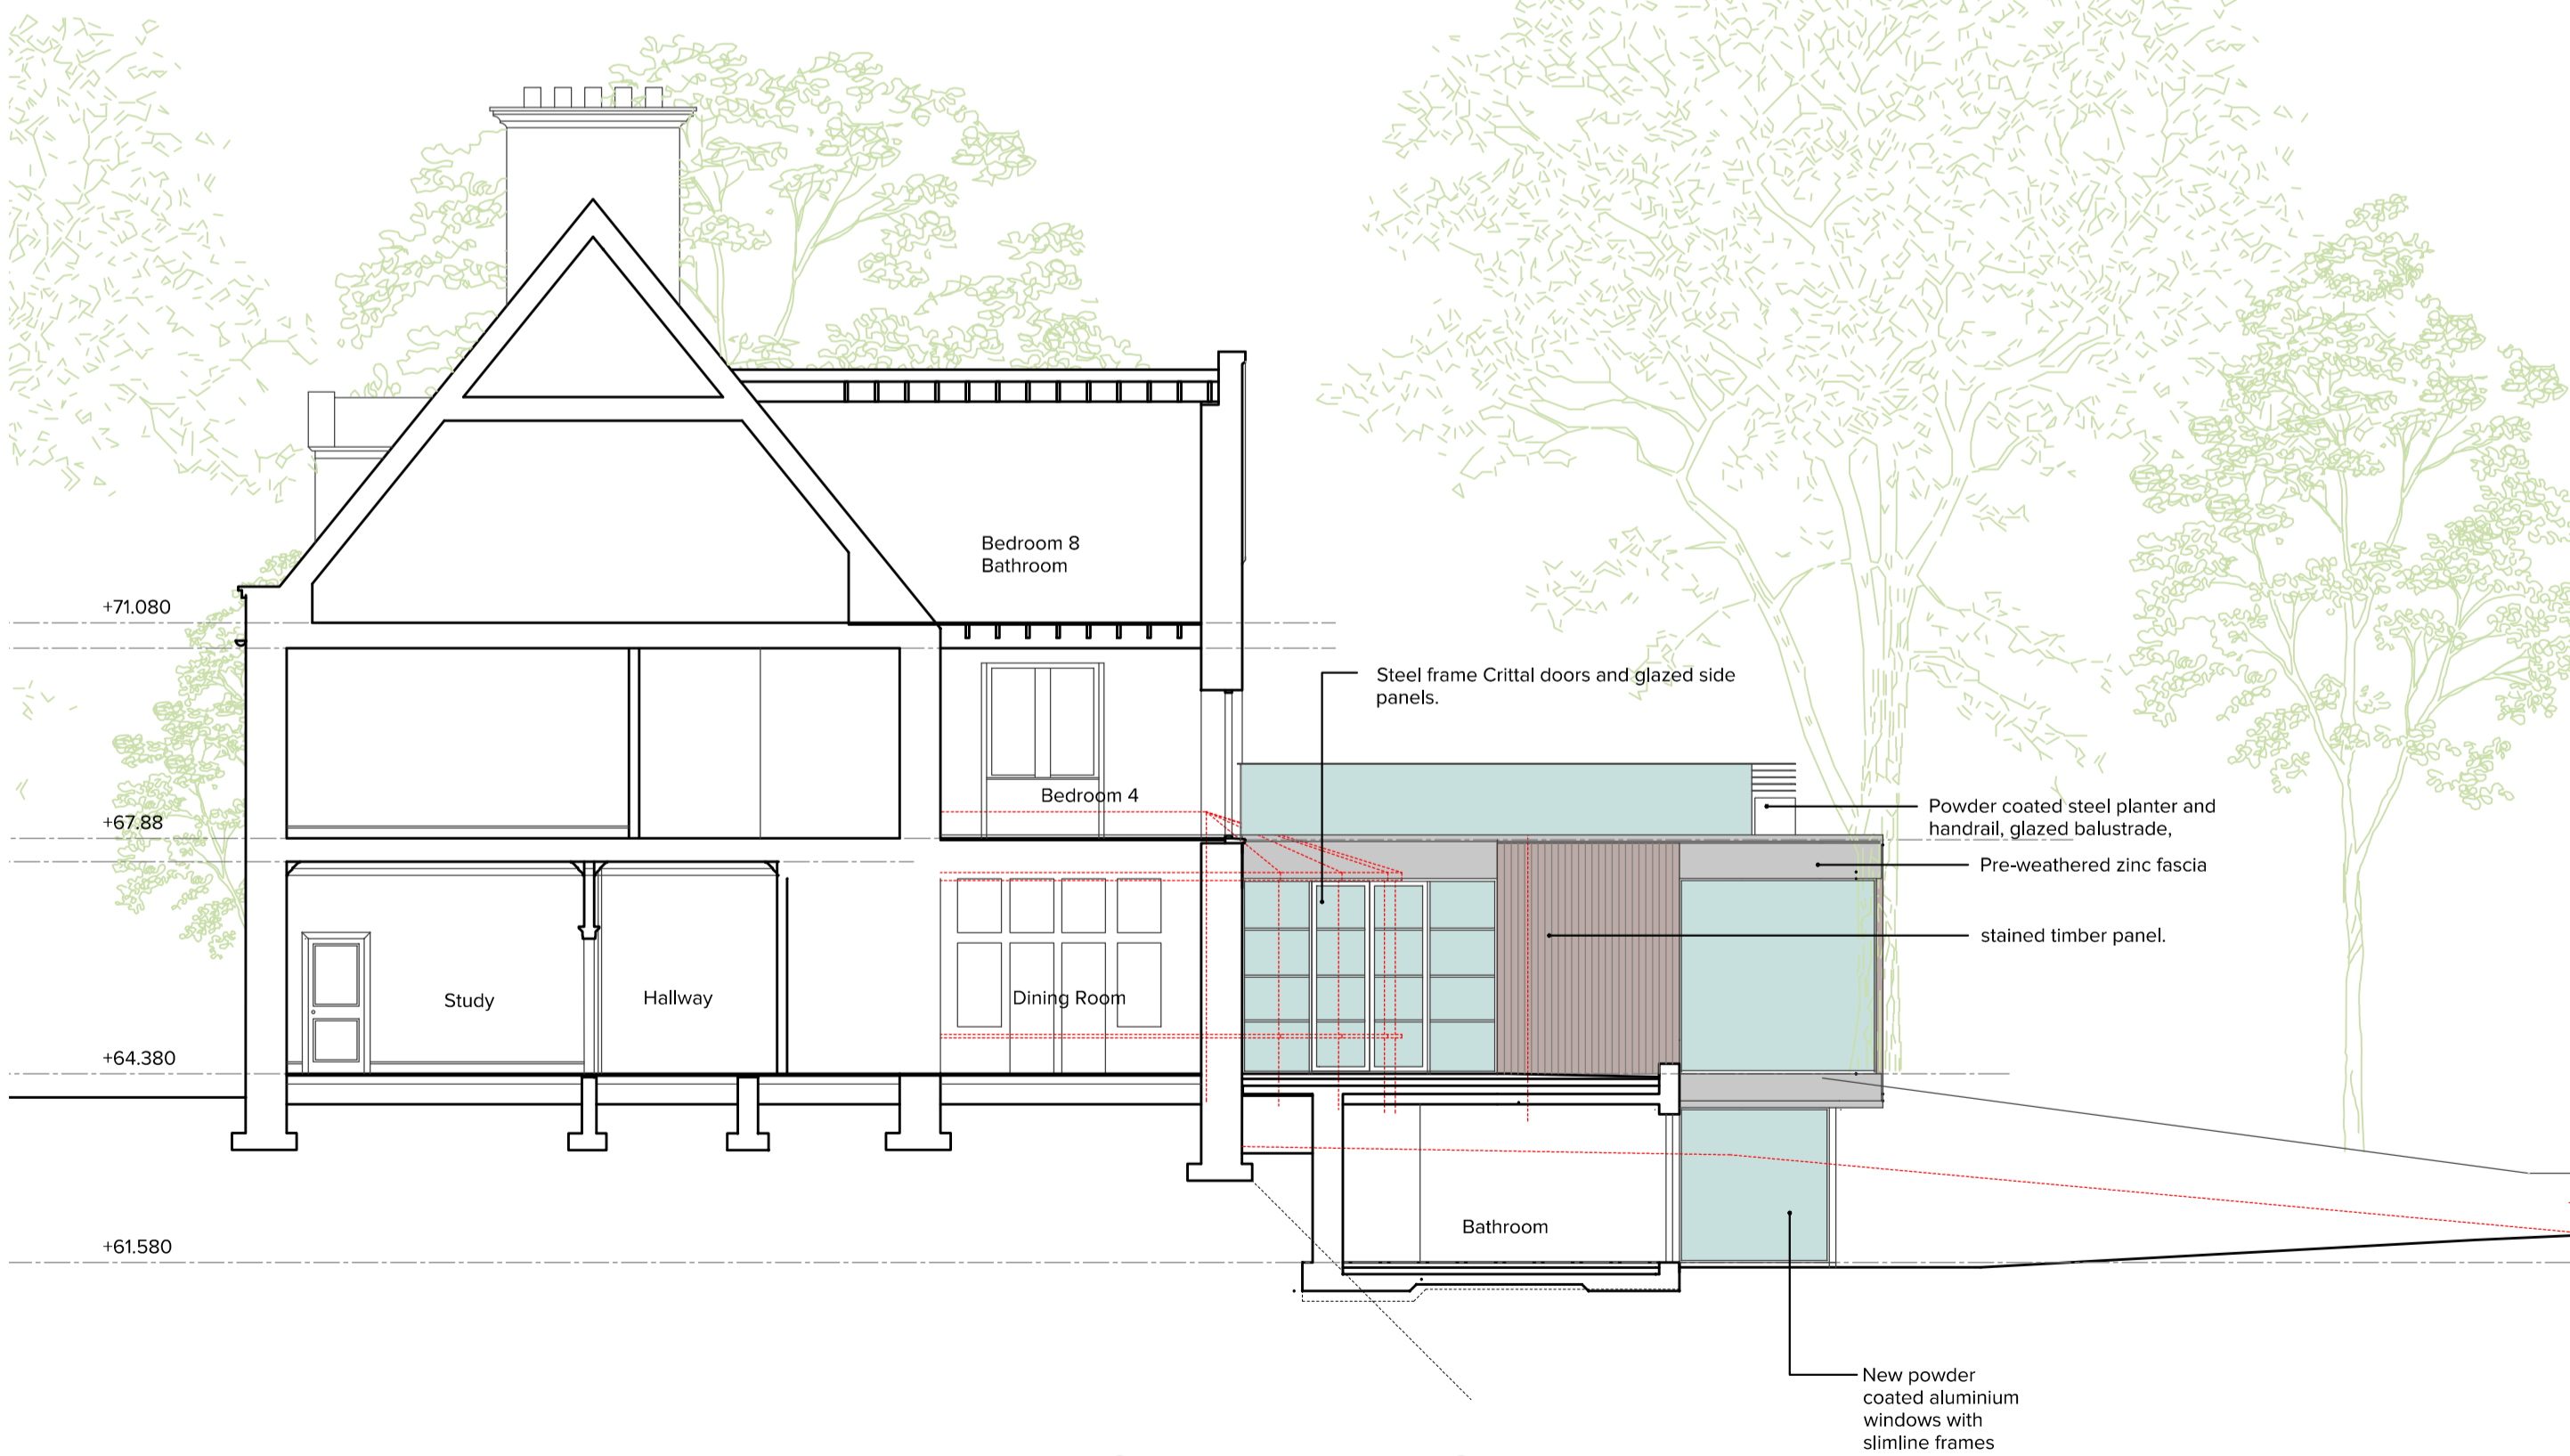 Bedroom 8
Bathroom
+71.080
Steel frame Crittal doors and glazed side
panels.
Bedroom 4
+67.88
Powder coated steel planter and
handrail, glazed balustrade,
Pre-weathered zinc fascia
stained timber panel.
Study
Hallway
Dining Room
+64.380
Bathroom
+61.580
New powder
coated aluminium
windows with
slimline frames